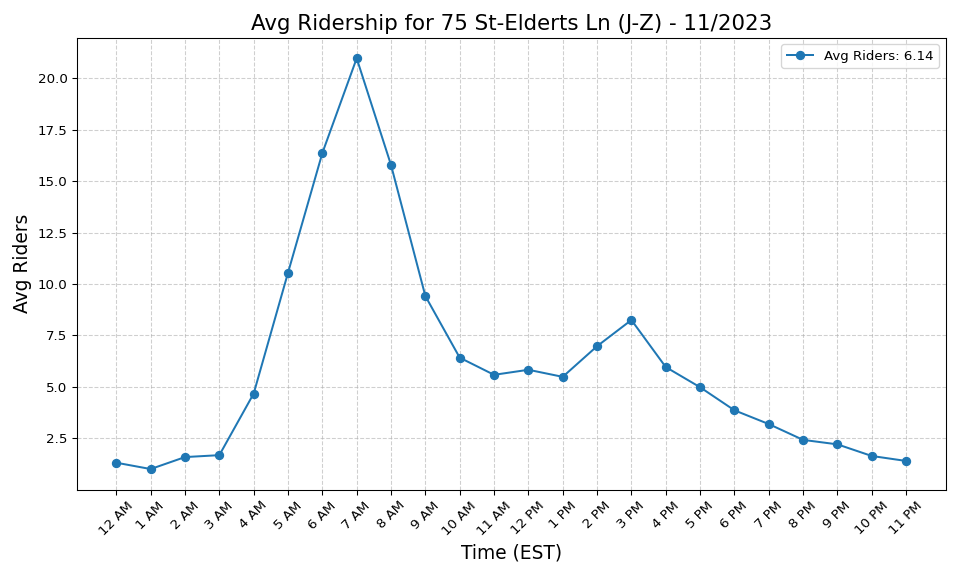 Avg Ridership for 75 St-Elderts Ln (J-Z) - 11/2023
Avg Riders: 6.14
Avg Riders
20.0
17.5
15.0
12.5
10.0
7.5
5.0
2.5
12 AM
1 AM
2 AM
3 AM
4 AM
5 AM
6 AM
7 AM
8 AM
9 AM
10 AM
11 AM
12 PM
1 PM
2 PM
3 PM
4 PM
5 PM
6 PM
7 PM
8 PM
9 PM
10 PM
11 PM
Time (EST)